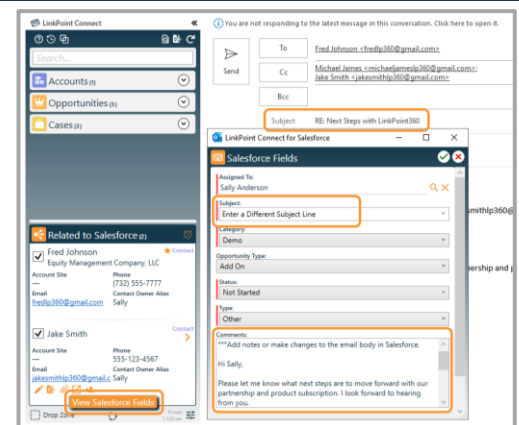 LinkPoint Connect
Search...
Accounts (1)
Opportunities (5)
Cases (3)
Related to Salesforce (2)
Fred Johnson
Contact
Equity Management Company, LLC
Account Site Phone
— (732) 555-7777
Email Contact Owner Alias
fredlp360@gmail.com Sally
Jake Smith
Contact
Account Site Phone
— 555-123-4567
Email Contact Owner Alias
jakesmithlp360@gmail.c Sally
View Salesforce Fields
Drop Zone
You are not responding to the latest message in this conversation. Click here to open it.
Send
To Fred Johnson <fredlp360@gmail.com>
Cc Michael James <michaeljameslp360@gmail.com>;
Jake Smith <jakesmithlp360@gmail.com>
Bcc
Subject RE: Next Steps with LinkPoint360
LinkPoint Connect for Salesforce
Salesforce Fields
Assigned To:
Sally Anderson
Subject:
Enter a Different Subject Line
Category:
Demo
Opportunity Type:
Add On
Status:
Not Started
Type:
Other
Comments:
***Add notes or make changes to the email body in Salesforce.
Hi Sally,
Please let me know what next steps are to move forward with our
partnership and product subscription. I look forward to hearing
from you.
smithlp360@
nership and p